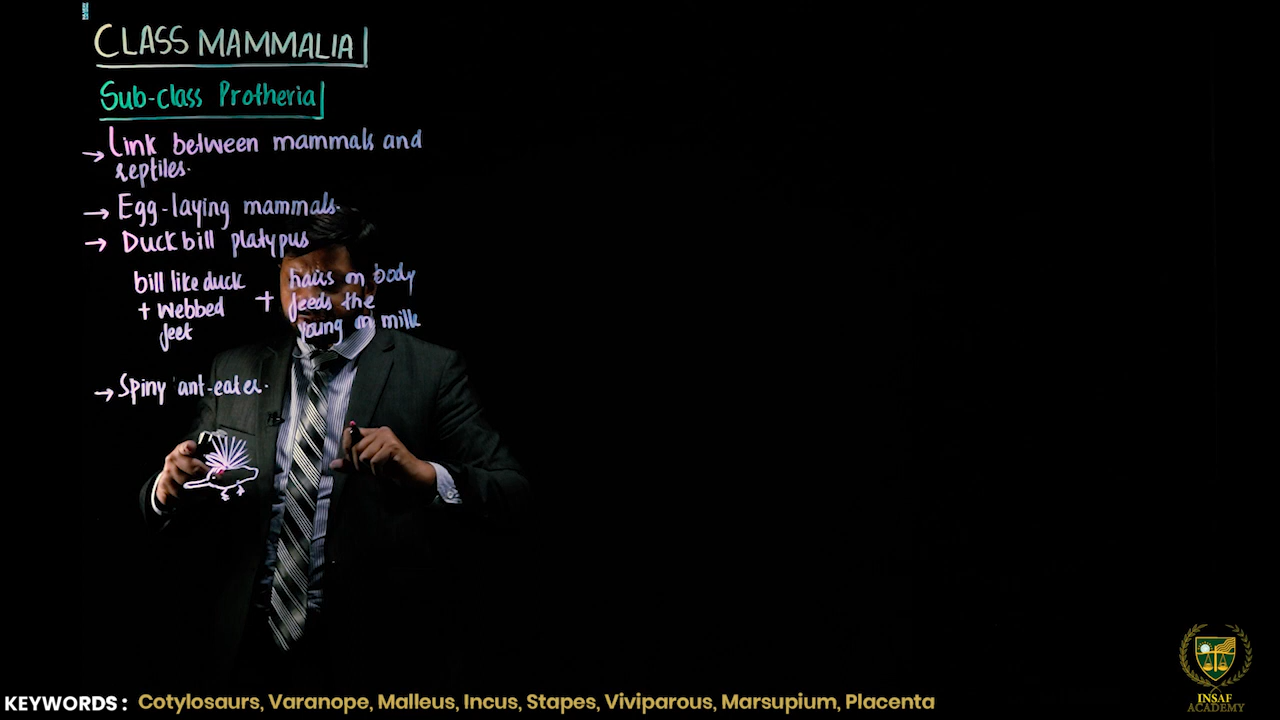 CLASS MAMMALIA
Sub-class Protheria
→ Link between mammals and
reptiles.
→ Egg-laying mammals.
→ Duckbill platypus
bill like duck
+ webbed
feet
+
hairs on body
feeds the
young on milk
→ Spiny ant-eater.
KEYWORDS : Cotylosaurs, Varanope, Malleus, Incus, Stapes, Viviparous, Marsupium, Placenta
INSAF
ACADEMY